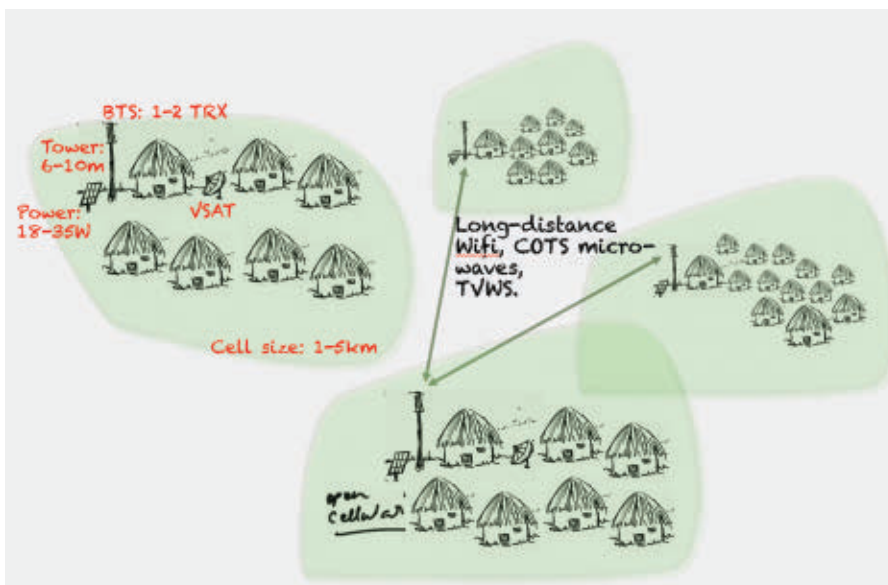 BTS: 1-2 TRX
Tower:
6-10m
Power:
18-35W
VSAT
Cell size: 1-5km
Long-distance
Wifi, COTS micro-
waves,
TVWS.
open
Cellular